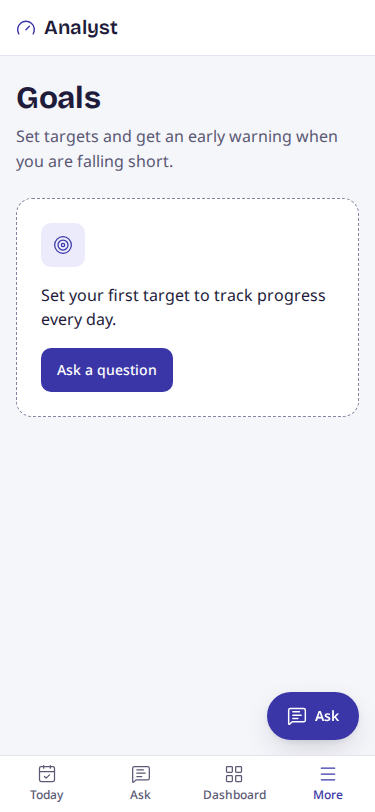 Analyst
Goals
Set targets and get an early warning when
you are falling short.
Set your first target to track progress
every day.
Ask a question
Ask
Today
Ask
Dashboard
More